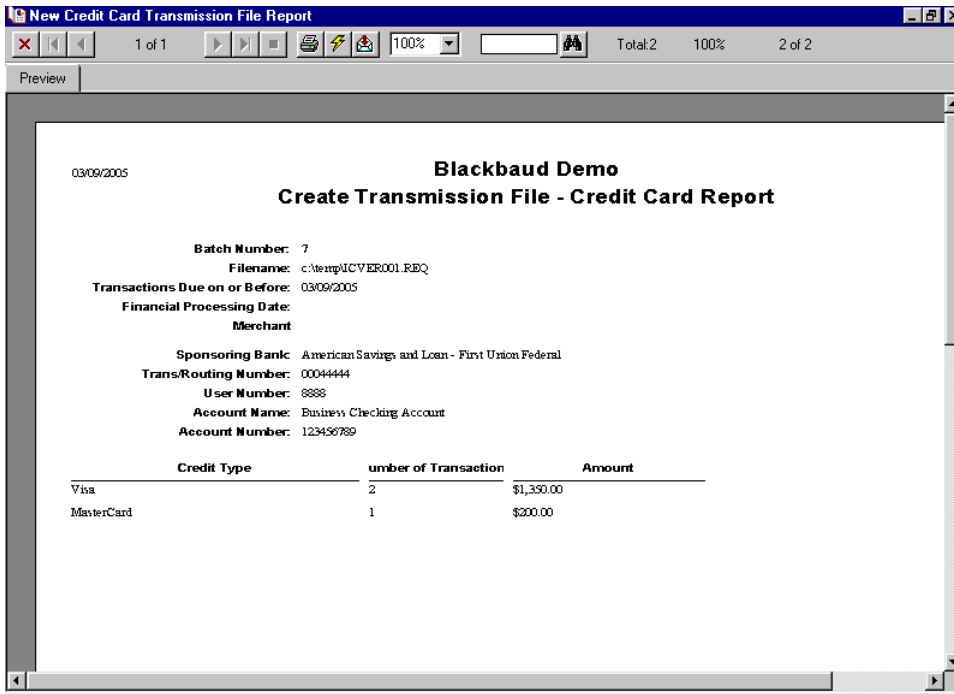 New Credit Card Transmission File Report
1 of 1 100% Total:2 100% 2 of 2
Preview
03/09/2005 Blackbaud Demo
Create Transmission File - Credit Card Report
Batch Number: 7
Filename: c:\temp\ICVER001.REQ
Transactions Due on or Before: 03/09/2005
Financial Processing Date:
Merchant
Sponsoring Bank: American Savings and Loan - First Union Federal
Trans/Routing Number: 00044444
User Number: 8888
Account Name: Business Checking Account
Account Number: 123456789
Credit Type umber of Transaction Amount
Visa 2 $1,350.00
MasterCard 1 $200.00